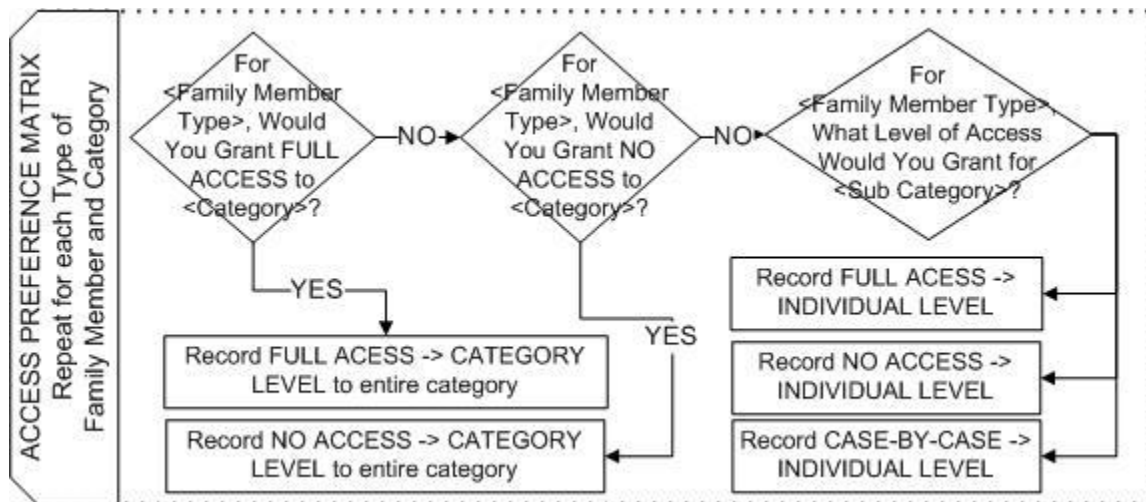 ACCESS PREFERENCE MATRIX
Repeat for each Type of
Family Member and Category
For
<Family Member
Type>, Would
You Grant FULL
ACCESS to
<Category>?
NO
For
<Family Member
Type>, Would
You Grant NO
ACCESS to
<Category>?
NO
For
<Family Member Type>,
What Level of Access
Would You Grant for
<Sub Category>?
YES
Record FULL ACESS -> CATEGORY
LEVEL to entire category
YES
Record NO ACCESS -> CATEGORY
LEVEL to entire category
Record FULL ACESS ->
INDIVIDUAL LEVEL
Record NO ACCESS ->
INDIVIDUAL LEVEL
Record CASE-BY-CASE ->
INDIVIDUAL LEVEL